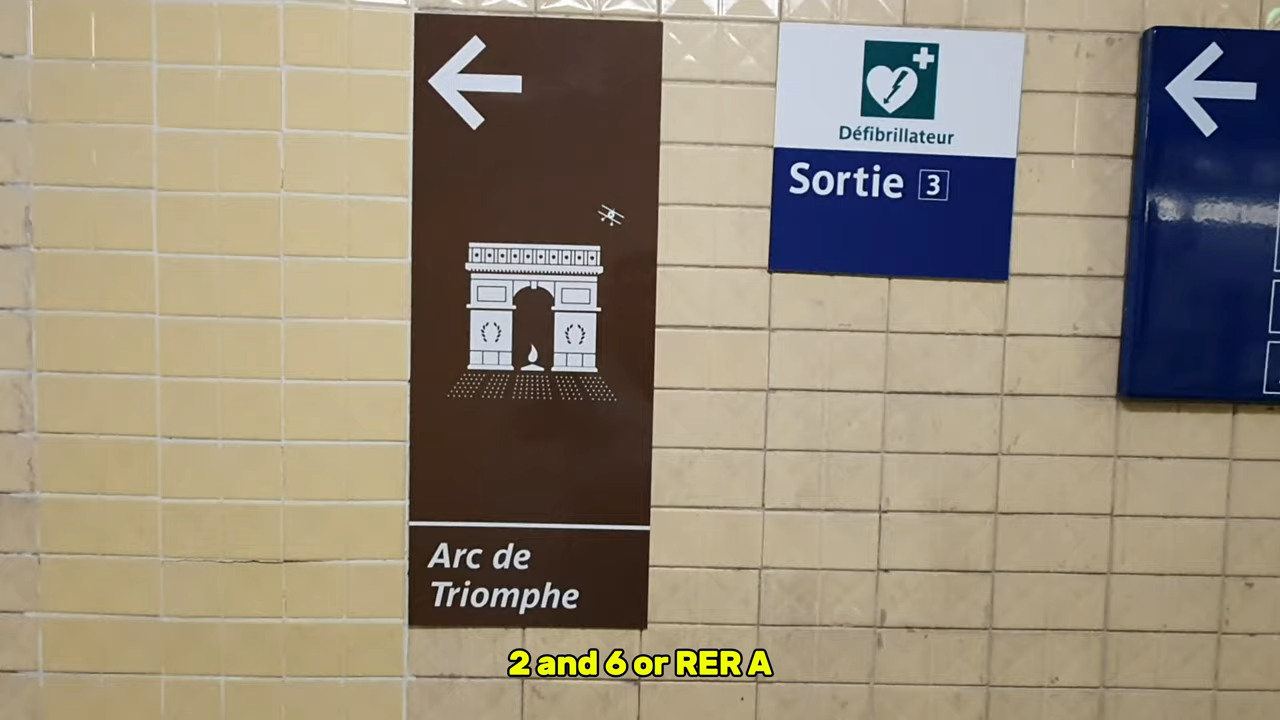 Défibrillateur
Sortie 3
Arc de
Triomphe
2 and 6 or RER A